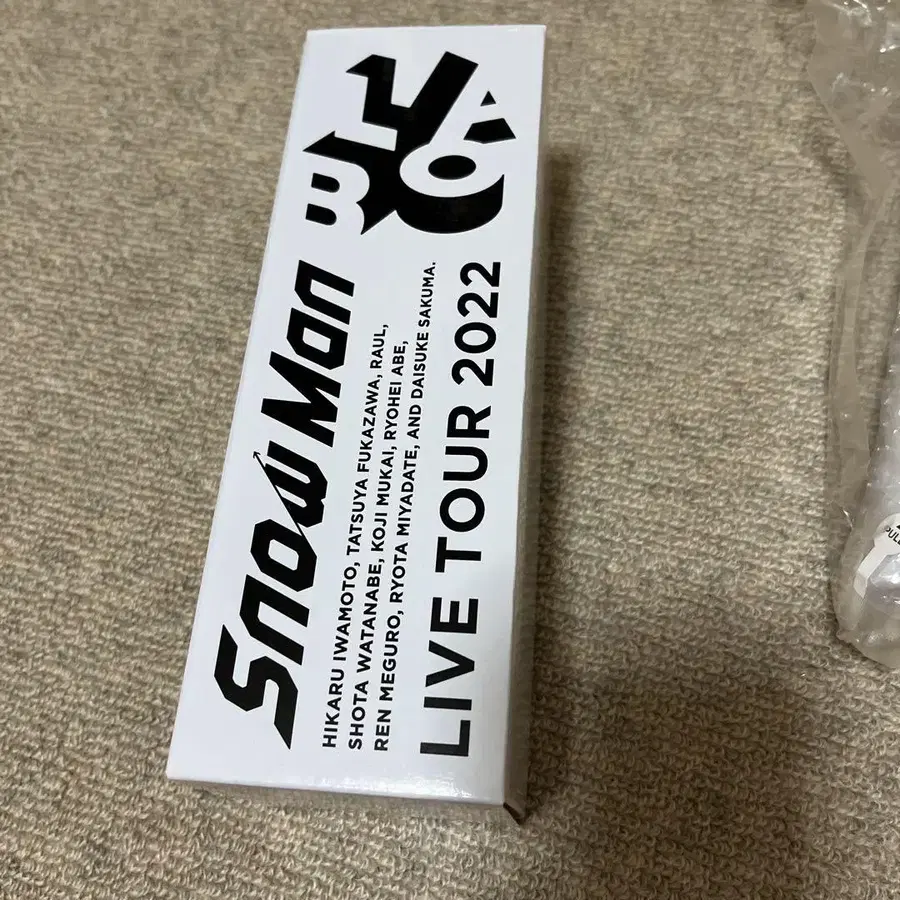 Snow Man
LABO
HIKARU IWAMOTO, TATSUYA FUKAZAWA, RAUL,
SHOTA WATANABE, KOJI MUKAI, RYOHEI ABE,
REN MEGURO, RYOTA MIYADATE, AND DAISUKE SAKUMA.
LIVE TOUR 2022